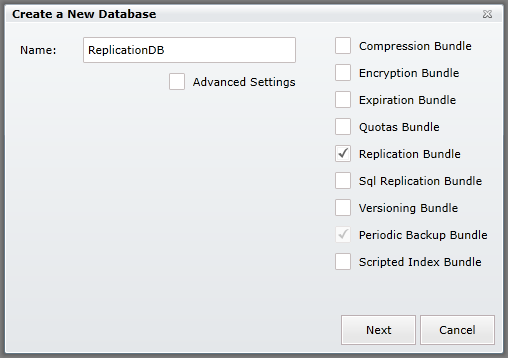 Create a New Database
Name:
ReplicationDB
Advanced Settings
Compression Bundle
Encryption Bundle
Expiration Bundle
Quotas Bundle
Replication Bundle
Sql Replication Bundle
Versioning Bundle
Periodic Backup Bundle
Scripted Index Bundle
Next
Cancel